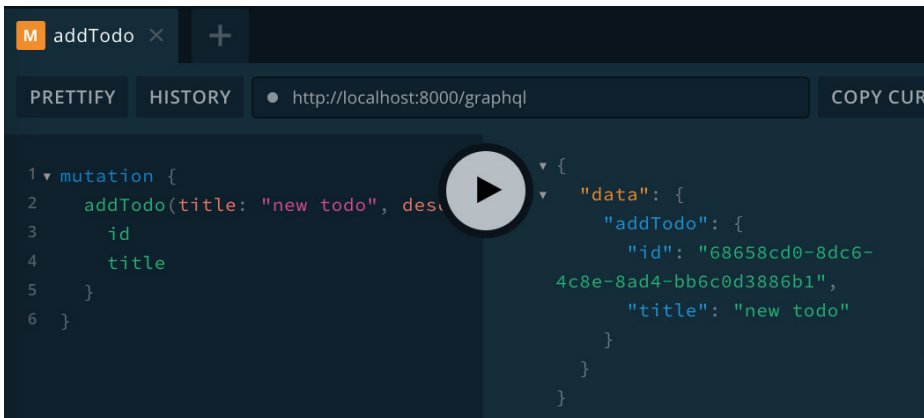 M addTodo × +
PRETTIFY HISTORY http://localhost:8000/graphql COPY CUR
1 mutation {
2 addTodo(title: "new todo", desc
3 id
4 title
5 }
6 }
{
"data": {
"addTodo": {
"id": "68658cd0-8dc6-
4c8e-8ad4-bb6c0d3886b1",
"title": "new todo"
}
}
}